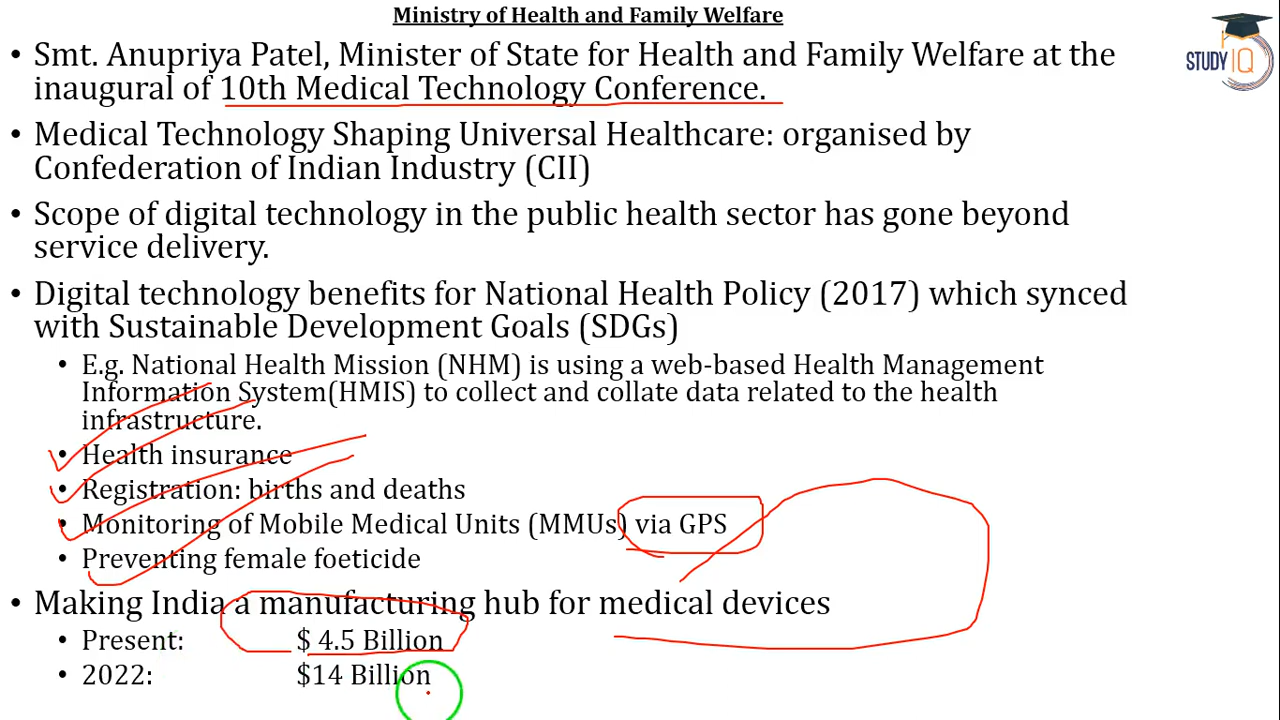 Ministry of Health and Family Welfare
STUDY IQ
• Smt. Anupriya Patel, Minister of State for Health and Family Welfare at the
inaugural of 10th Medical Technology Conference.
• Medical Technology Shaping Universal Healthcare: organised by
Confederation of Indian Industry (CII)
• Scope of digital technology in the public health sector has gone beyond
service delivery.
• Digital technology benefits for National Health Policy (2017) which synced
with Sustainable Development Goals (SDGs)
• E.g. National Health Mission (NHM) is using a web-based Health Management
Information System(HMIS) to collect and collate data related to the health
infrastructure.
• Health insurance
• Registration: births and deaths
• Monitoring of Mobile Medical Units (MMUs) via GPS
• Preventing female foeticide
• Making India a manufacturing hub for medical devices
• Present: $ 4.5 Billion
• 2022: $14 Billion